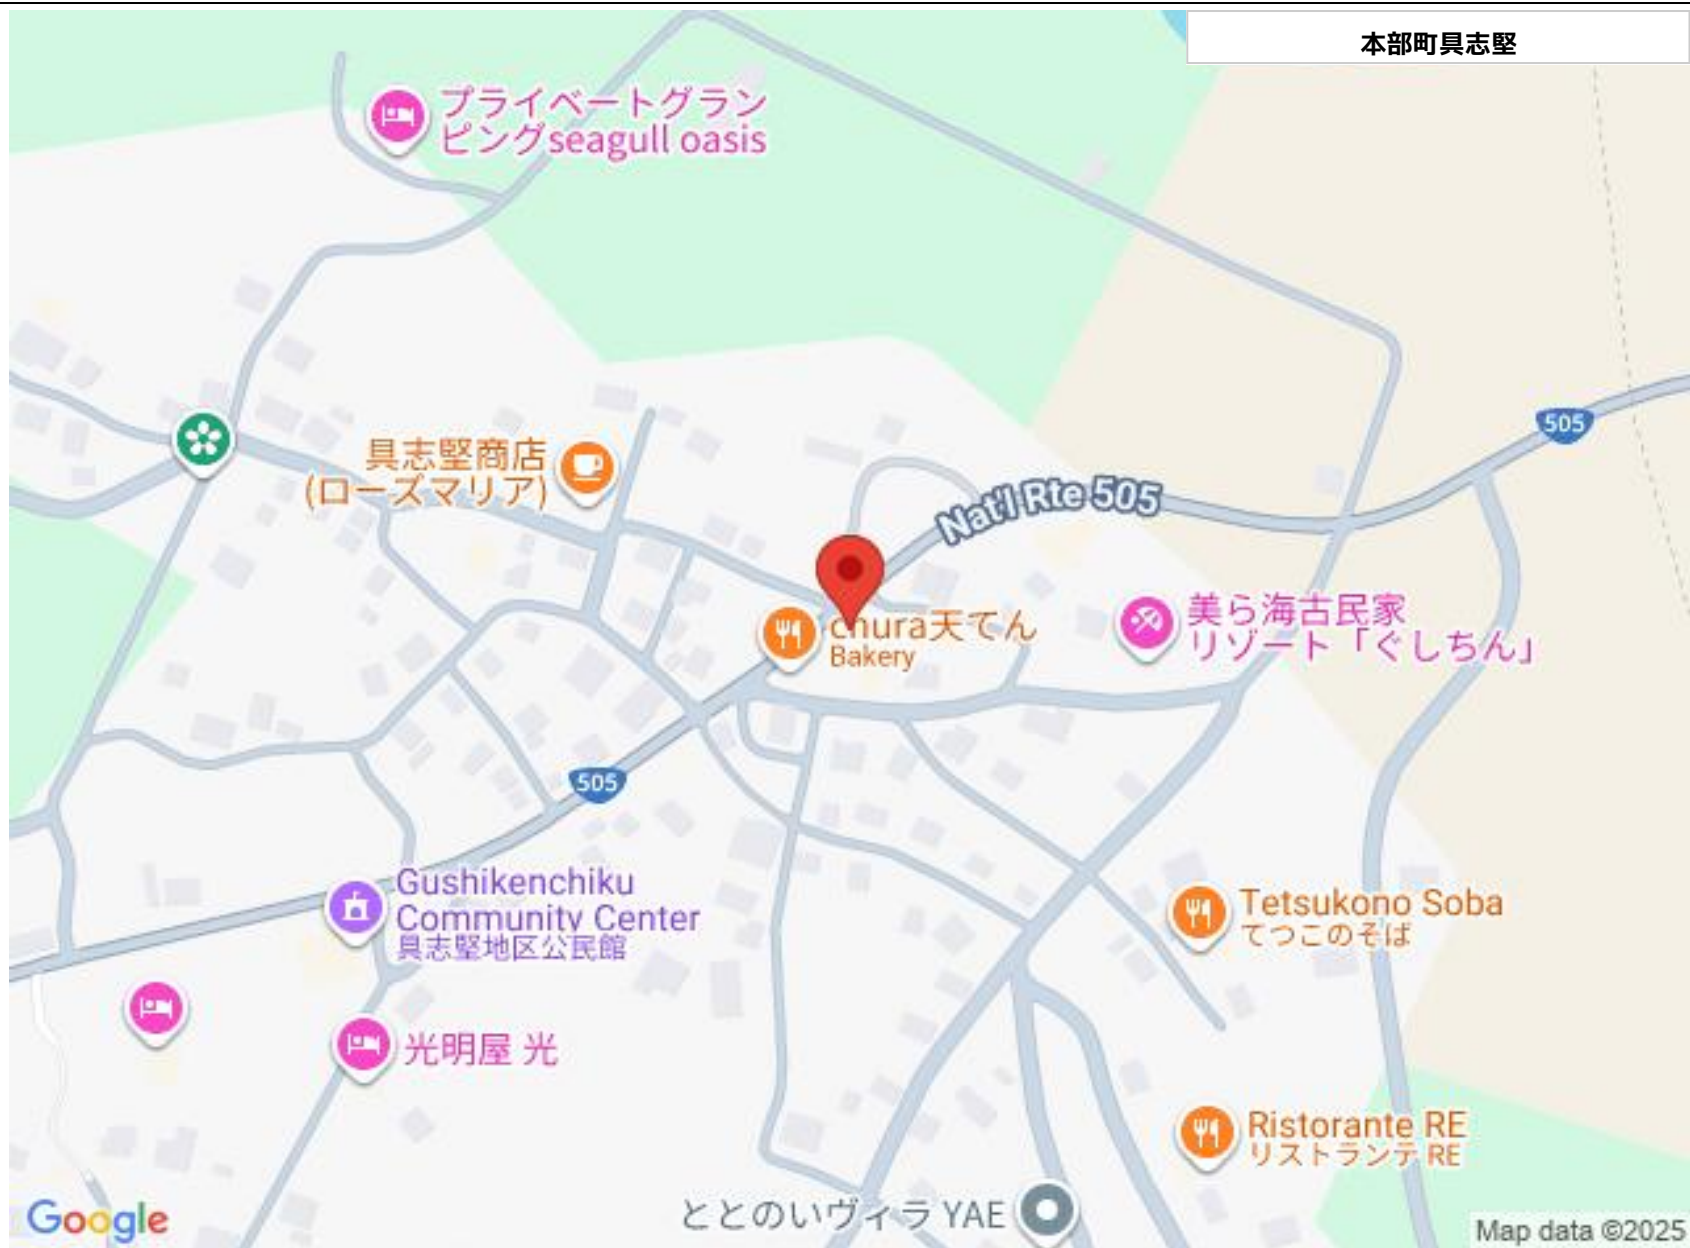 本部町具志堅
プライベートグラン
ピングseagull oasis
505
具志堅商店
(ローズマリア)
Nat'l Rte 505
chura天てん
Bakery
美ら海古民家
リゾート「ぐしちん」
505
Gushikenchiku
Community Center
具志堅地区公民館
Tetsukono Soba
てつこのそば
光明屋 光
Ristorante RE
リストランテ RE
ととのいヴィラ YAE
Google
Map data ©2025